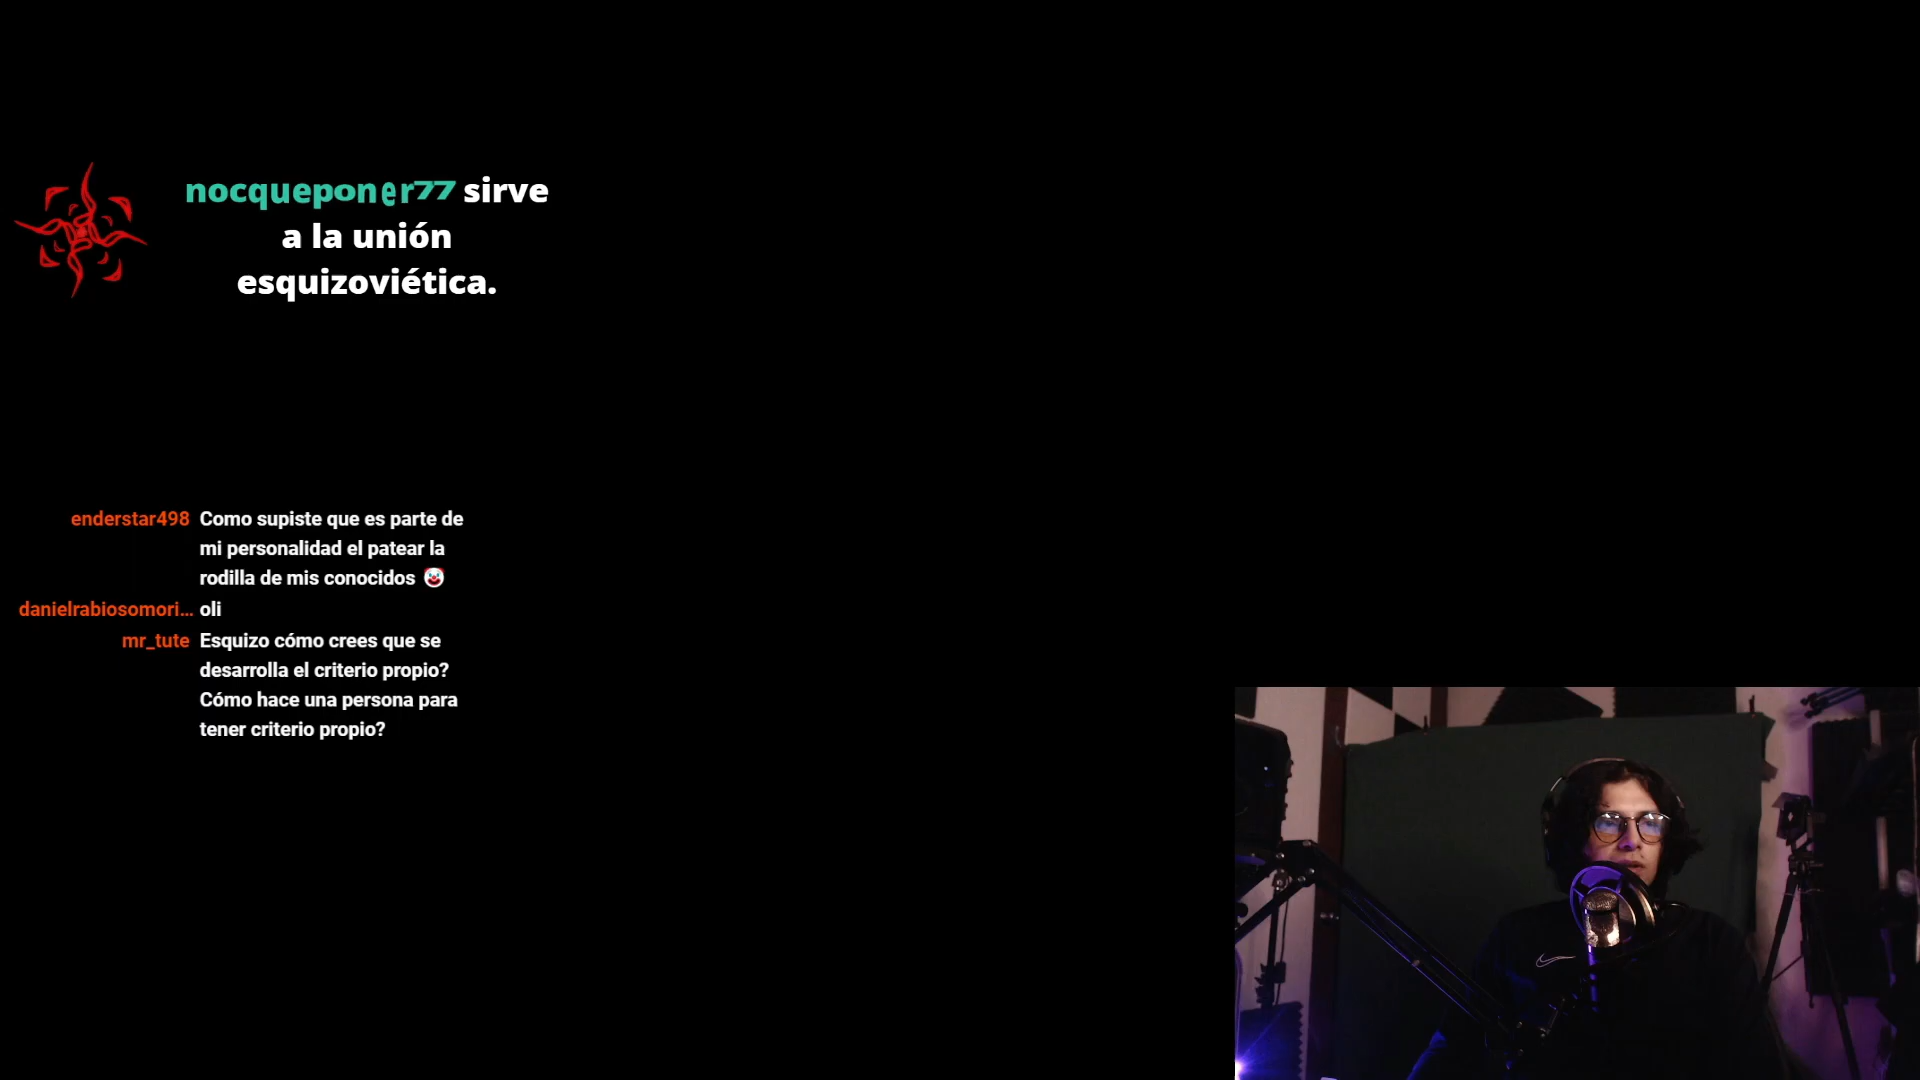 nocqueponer77 sirve
a la unión
esquizoviética.
enderstar498 Como supiste que es parte de
mi personalidad el patear la
rodilla de mis conocidos 🤡
danielrabiosomori... oli
mr_tute Esquizo cómo crees que se
desarrolla el criterio propio?
Cómo hace una persona para
tener criterio propio?